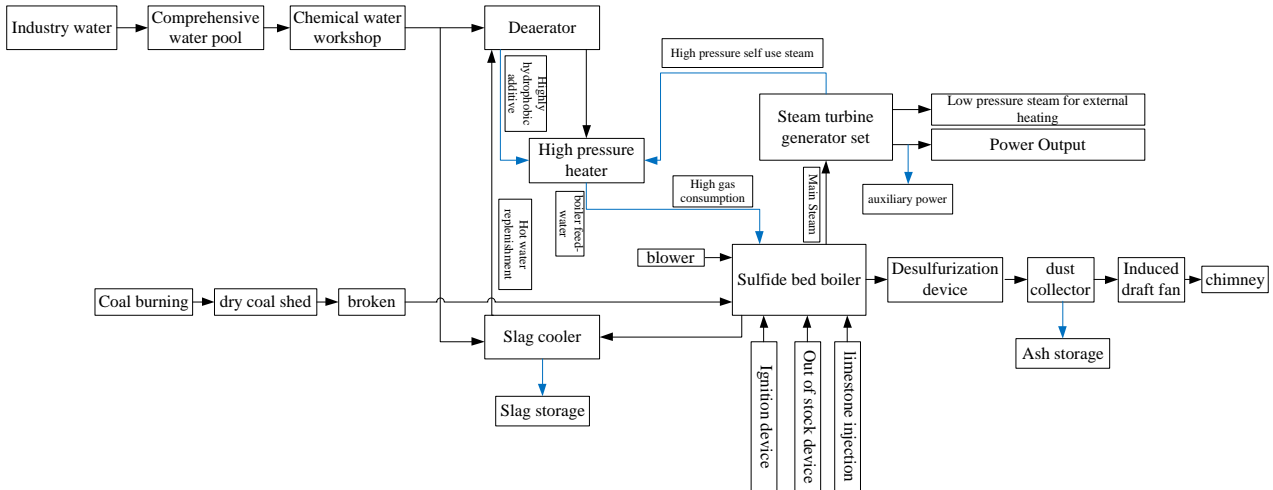 Industry water
Comprehensive
water pool
Chemical water
workshop
Deaerator
High pressure self use steam
Highly
hydrophobic
additive
Steam turbine
generator set
Low pressure steam for external
heating
Power Output
High pressure
heater
auxiliary power
Main Steam
High gas
consumption
boiler feed-
water
Hot water
replenishment
blower
Sulfide bed boiler
Desulfurization
device
dust
collector
Induced
draft fan
chimney
Coal burning
dry coal shed
broken
Slag cooler
Ash storage
Slag storage
Ignition device
Out of
stock device
limestone injection